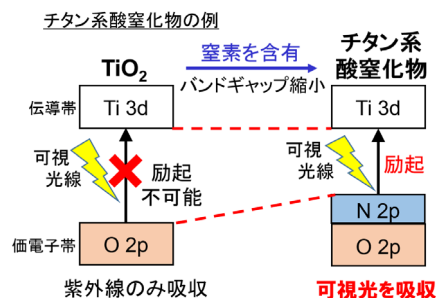 チタン系酸窒化物の例
TiO2
窒素を含有
バンドギャップ縮小
チタン系
酸窒化物
伝導帯
Ti 3d
Ti 3d
可視
光線
励起
不可能
可視
光線
励起
N 2p
価電子帯
O 2p
O 2p
紫外線のみ吸収
可視光を吸収